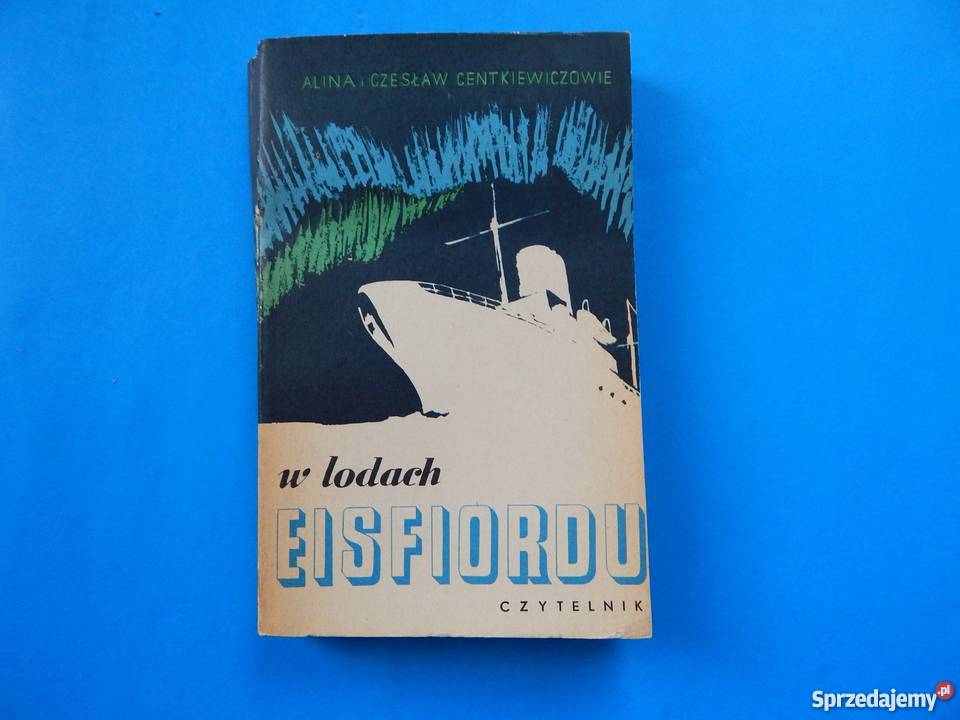 ALINA i CZESŁAW CENTKIEWICZOWIE
w lodach
EISFIORDU
CZYTELNIK
Sprzedajemy.pl